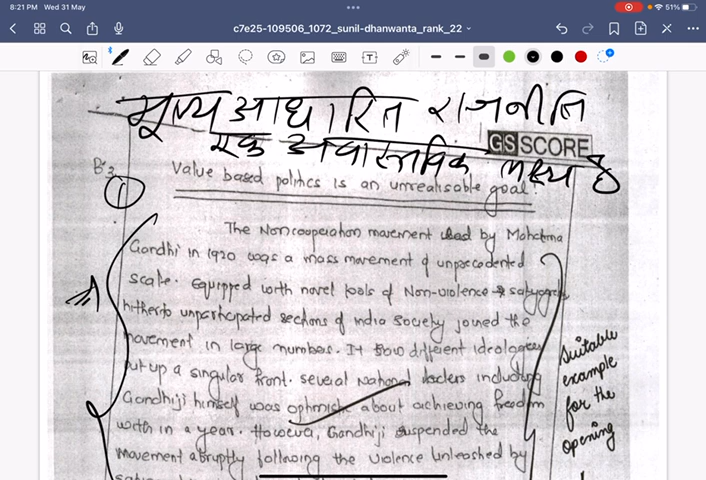 8:21 PM Wed 31 May
51%
c7e25-109506_1072_sunil-dhanwanta_rank_22
मूल्य आधारित राजनीति
एक अवास्तविक लक्ष्य है
GS SCORE
B.3
1
Value based politics is an unrealisable goal.
The Noncooperation movement led by Mahatma
Gandhi in 1920 was a mass movement of unprecedented
scale. Equipped with novel tools of Non-violence & satyagrah
hitherto unparticipated sections of India society joined the
movement in large numbers. It saw different ideologies
put up a singular front. several National leaders including
Gandhiji himself was optimistic about achieving freedom
with in a year. However, Gandhiji suspended the
movement abruptly following the violence unleashed by
Suitable
example
for the
opening